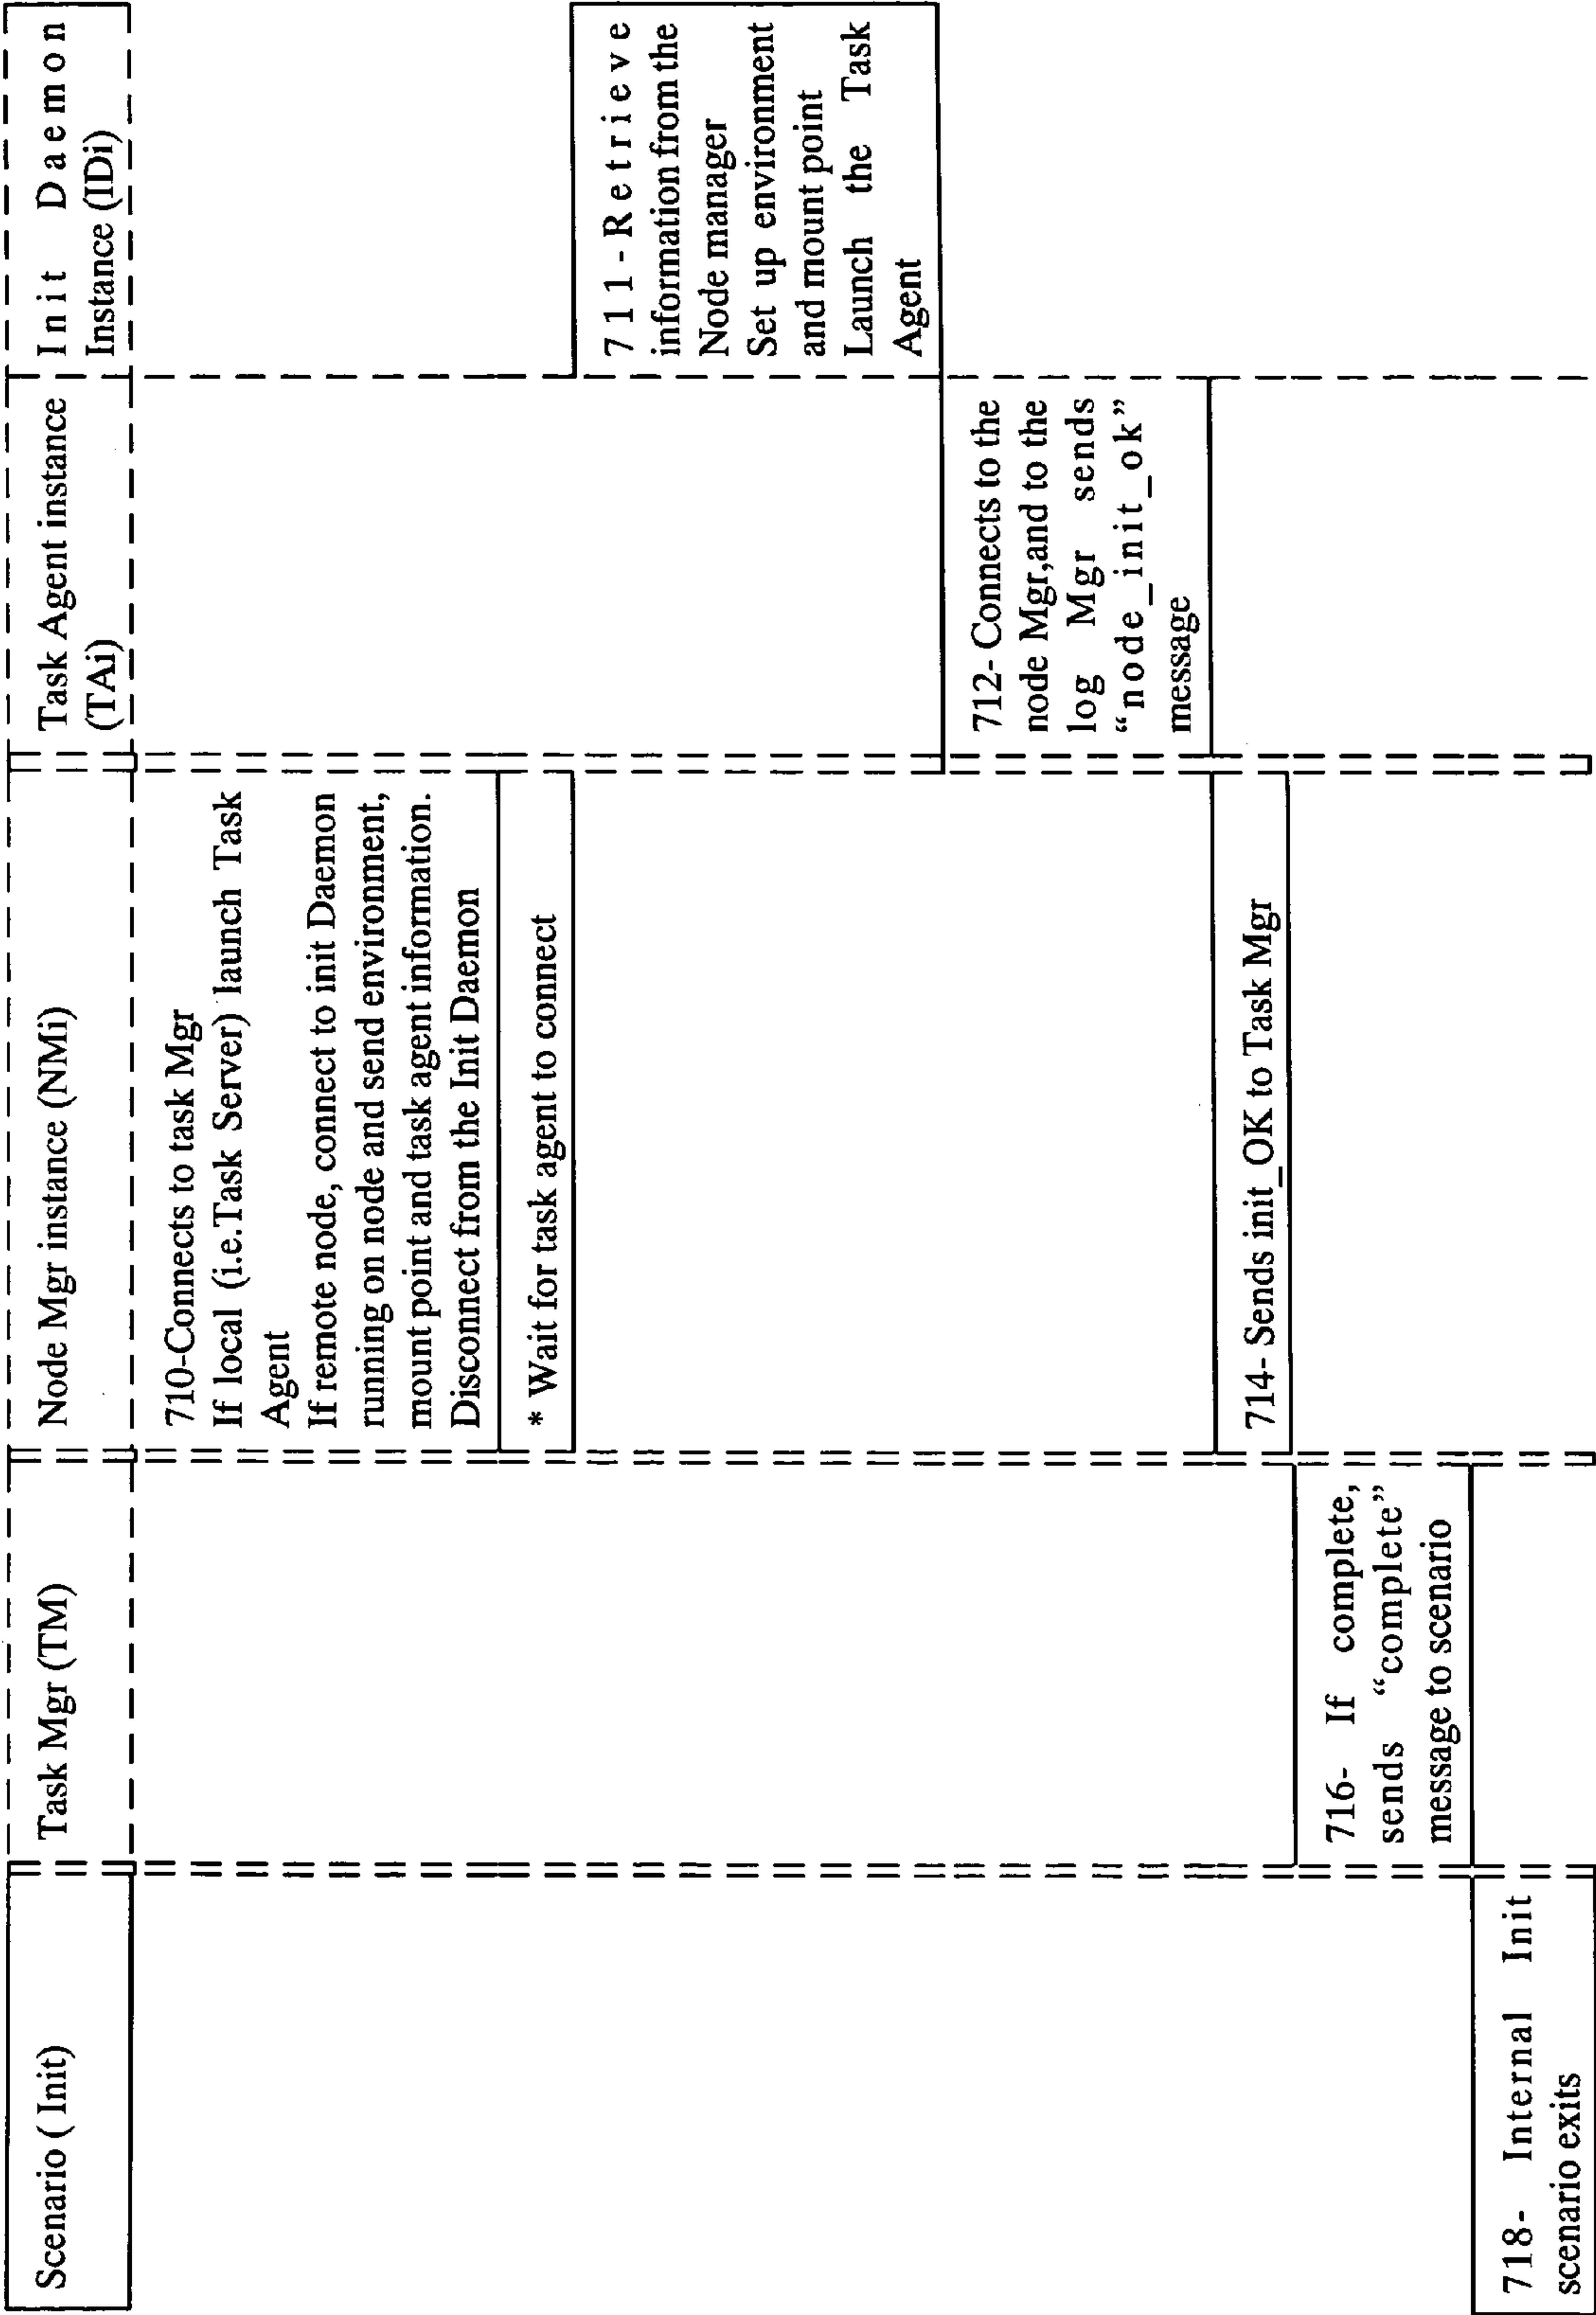 Scenario ( Init)
Task Mgr (TM)
Node Mgr instance (NMi)
Task Agent instance
(TAi)
Init Daemon
Instance (IDi)
710-Connects to task Mgr
If local (i.e.Task Server) launch Task
Agent
If remote node, connect to init Daemon
running on node and send environment,
mount point and task agent information.
Disconnect from the Init Daemon
* Wait for task agent to connect
711-Retrieve
information from the
Node manager
Set up environment
and mount point
Launch the Task
Agent
712- Connects to the
node Mgr,and to the
log Mgr sends
“node_init_ok”
message
714- Sends init_OK to Task Mgr
716- If complete,
sends “complete”
message to scenario
718- Internal Init
scenario exits